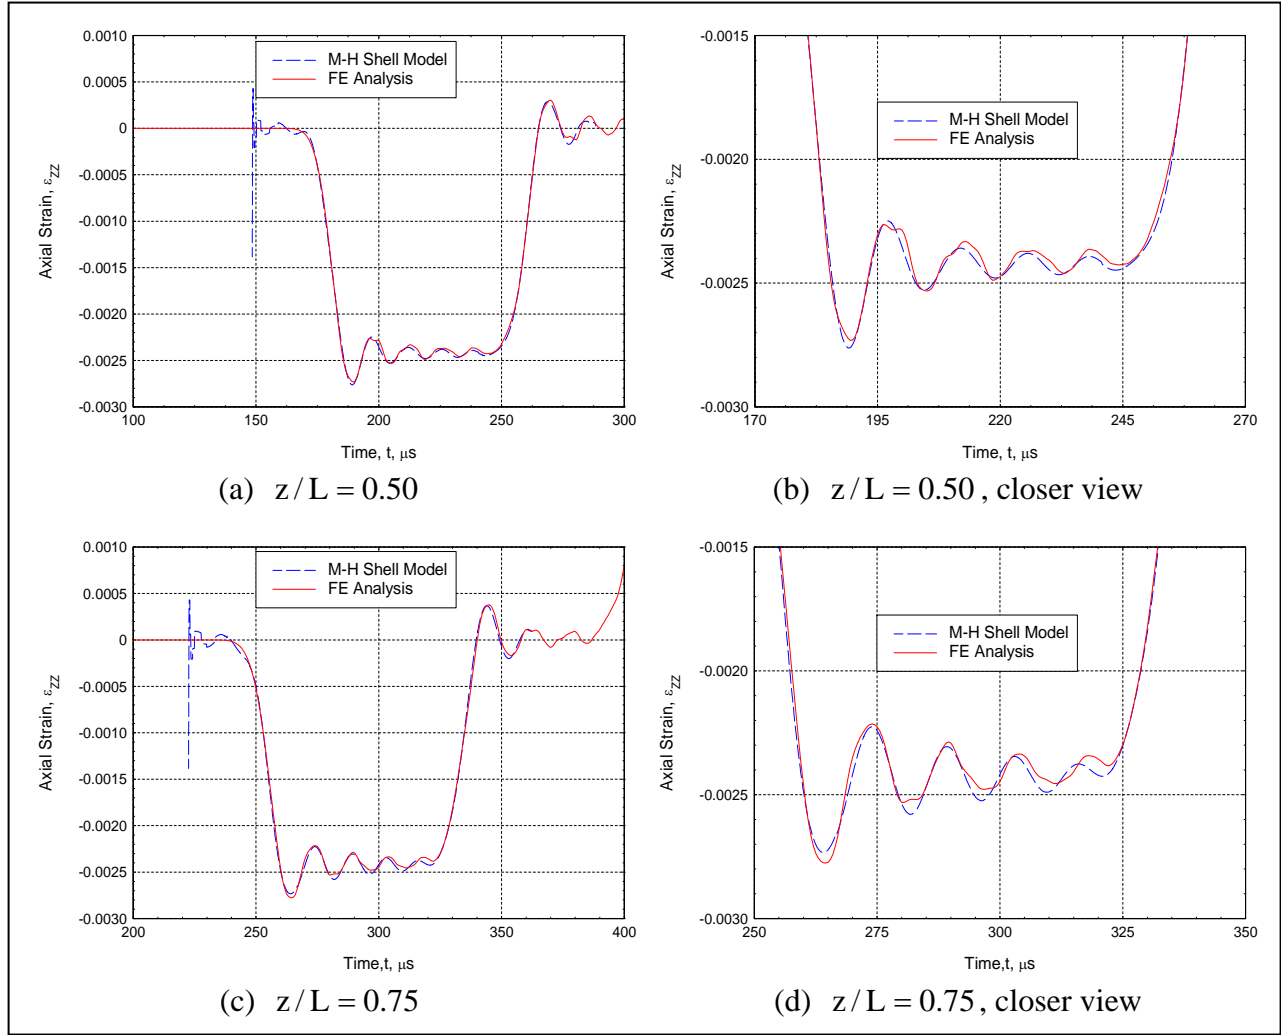 M-H Shell Model
FE Analysis
0.0010
0.0005
0
-0.0005
-0.0010
-0.0015
-0.0020
-0.0025
-0.0030
Axial Strain, εZZ
100 150 200 250 300
Time, t, μs
(a) z / L = 0.50
M-H Shell Model
FE Analysis
-0.0015
-0.0020
-0.0025
-0.0030
Axial Strain, εZZ
170 195 220 245 270
Time, t, μs
(b) z / L = 0.50 , closer view
M-H Shell Model
FE Analysis
0.0010
0.0005
0
-0.0005
-0.0010
-0.0015
-0.0020
-0.0025
-0.0030
Axial Strain, εZZ
200 250 300 350 400
Time,t, μs
(c) z / L = 0.75
M-H Shell Model
FE Analysis
-0.0015
-0.0020
-0.0025
-0.0030
Axial Strain, εZZ
250 275 300 325 350
Time,t, μs
(d) z / L = 0.75 , closer view